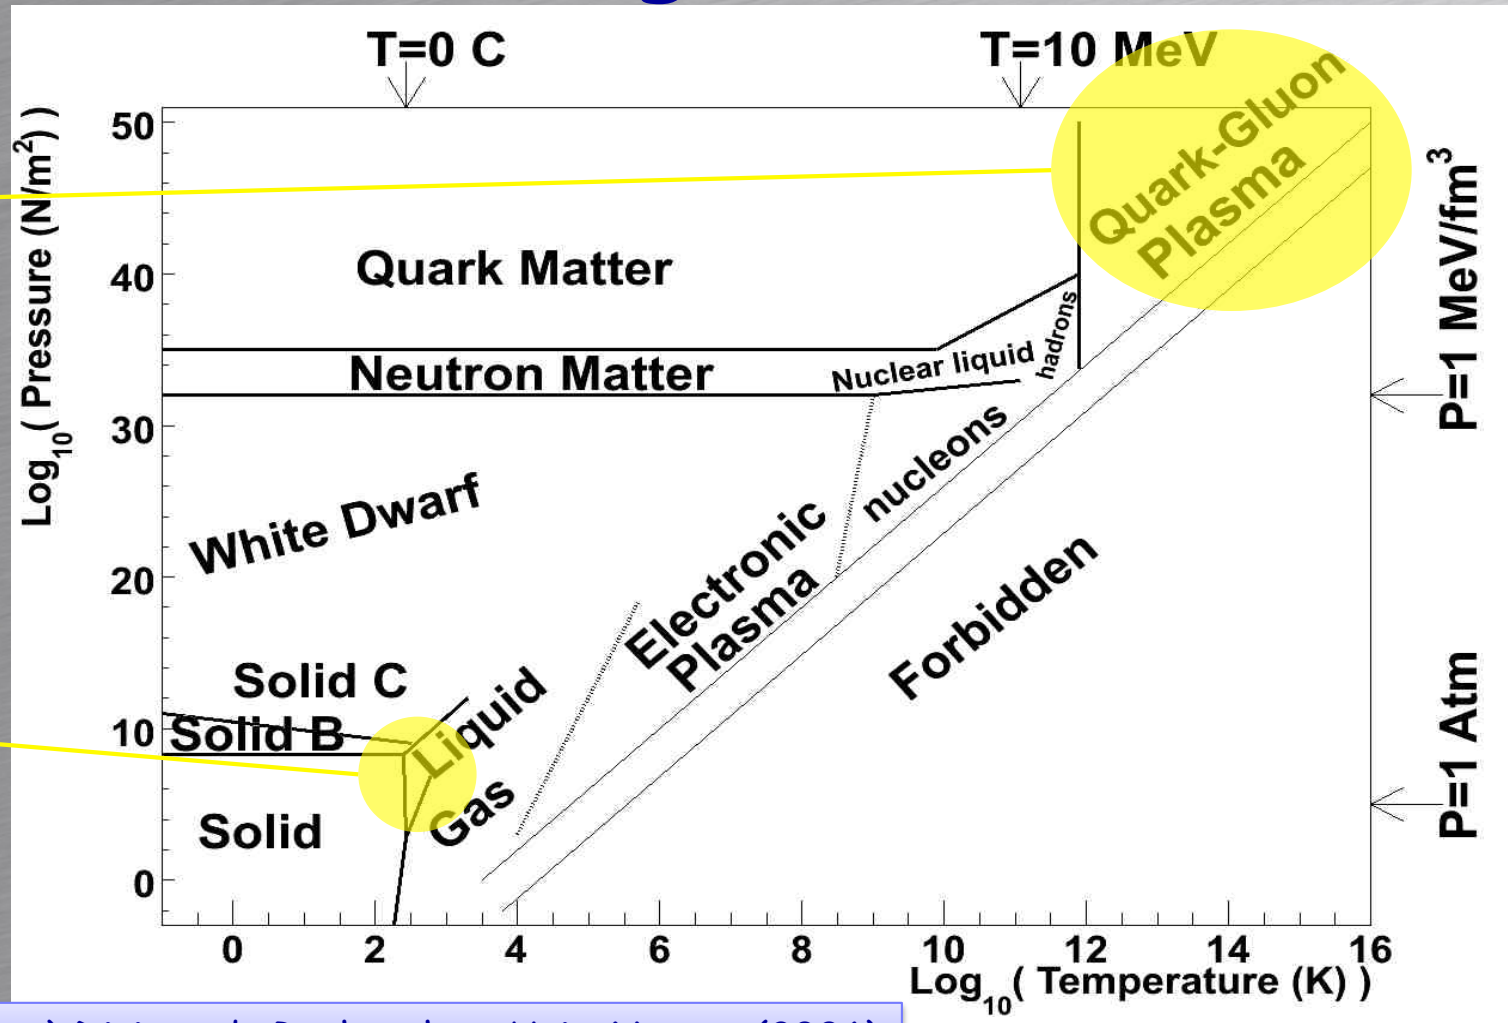 T=0 C
T=10 MeV
Log10( Pressure (N/m2) )
50
40
30
20
10
0
Quark-Gluon
Plasma
Quark Matter
Neutron Matter
Nuclear liquid
hadrons
nucleons
White Dwarf
Electronic
Plasma
Forbidden
Solid C
Solid B
Liquid
Solid
Gas
P=1 MeV/fm3
P=1 Atm
0 2 4 6 8 10 12 14 16
Log10( Temperature (K) )